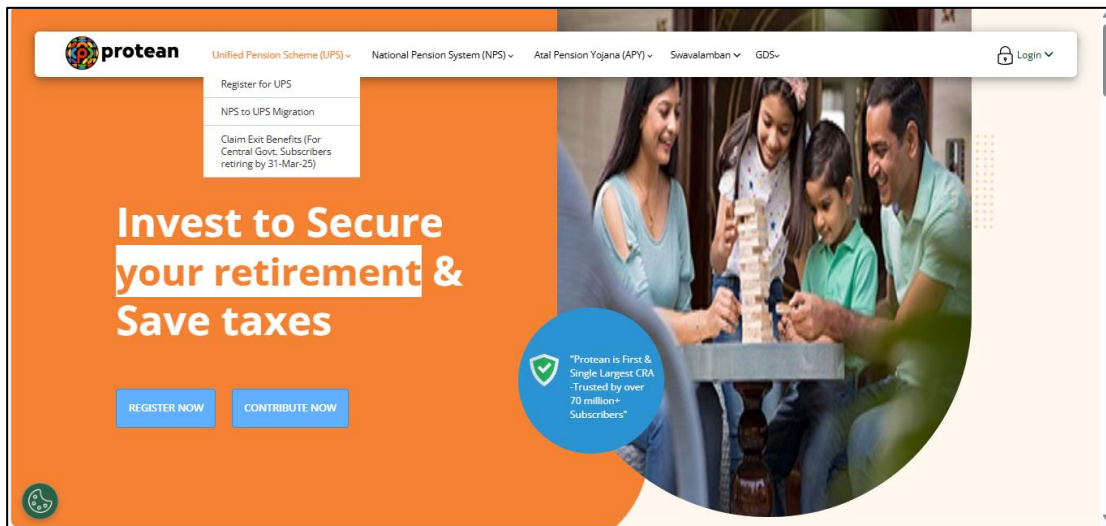 protean
Unified Pension Scheme (UPS)
National Pension System (NPS)
Atal Pension Yojana (APY)
Swavalamban
GDS
Login
Register for UPS
NPS to UPS Migration
Claim Exit Benefits (For
Central Govt. Subscribers
retiring by 31-Mar-25)
Invest to Secure
your retirement &
Save taxes
"Protean is First &
Single Largest CRA
-Trusted by over
70 million+
Subscribers"
REGISTER NOW
CONTRIBUTE NOW